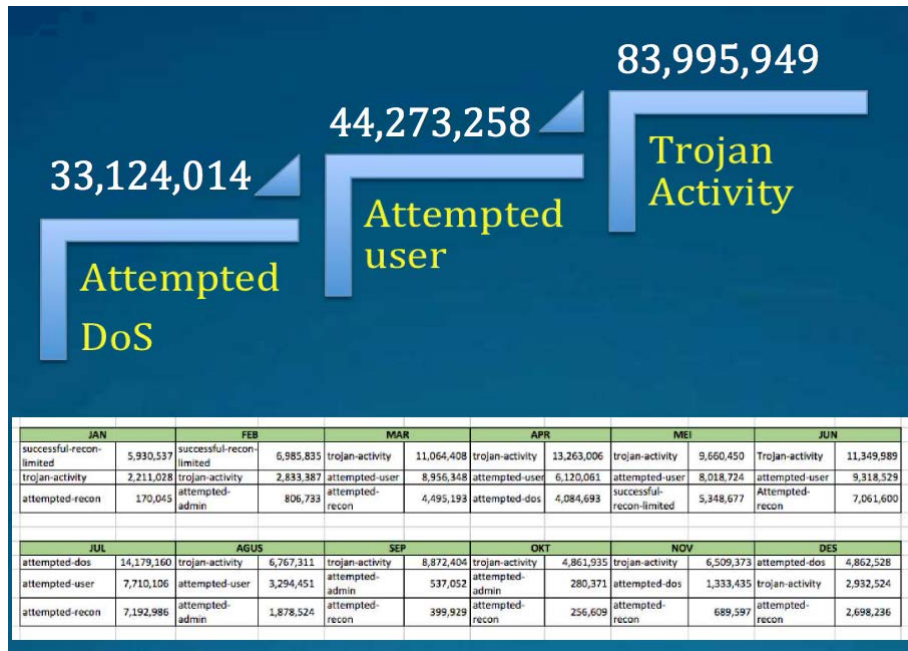 83,995,949
44,273,258
33,124,014
Trojan
Activity
Attempted
user
Attempted
DoS
JAN FEB MAR APR MEI JUN
successful-recon-limited 5,930,537 successful-recon-limited 6,985,835 trojan-activity 11,064,408 trojan-activity 13,263,006 trojan-activity 9,660,450 Trojan-activity 11,349,989
trojan-activity 2,211,028 trojan-activity 2,833,387 attempted-user 8,956,348 attempted-user 6,120,061 attempted-user 8,018,724 attempted-user 9,318,529
attempted-recon 170,045 attempted-admin 806,733 attempted-recon 4,495,193 attempted-dos 4,084,693 successful-recon-limited 5,348,677 Attempted-recon 7,061,600
JUL AGUS SEP OKT NOV DES
attempted-dos 14,179,160 trojan-activity 6,767,311 trojan-activity 8,872,404 trojan-activity 4,861,935 trojan-activity 6,509,373 attempted-dos 4,862,528
attempted-user 7,710,106 attempted-user 3,294,451 attempted-admin 537,052 attempted-admin 280,371 attempted-dos 1,333,435 trojan-activity 2,932,524
attempted-recon 7,192,986 attempted-admin 1,878,524 attempted-recon 399,929 attempted-recon 256,609 attempted-recon 689,597 attempted-recon 2,698,236